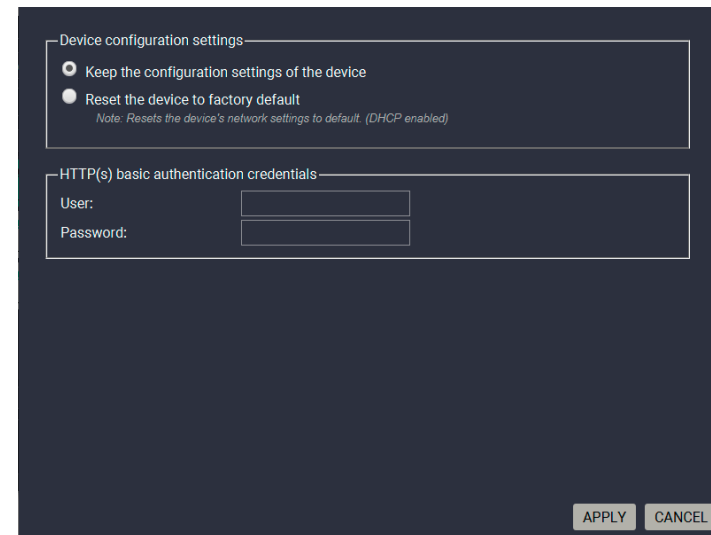 Device configuration settings
Keep the configuration settings of the device
Reset the device to factory default
Note: Resets the device's network settings to default. (DHCP enabled)
HTTP(s) basic authentication credentials
User:
Password:
APPLY CANCEL